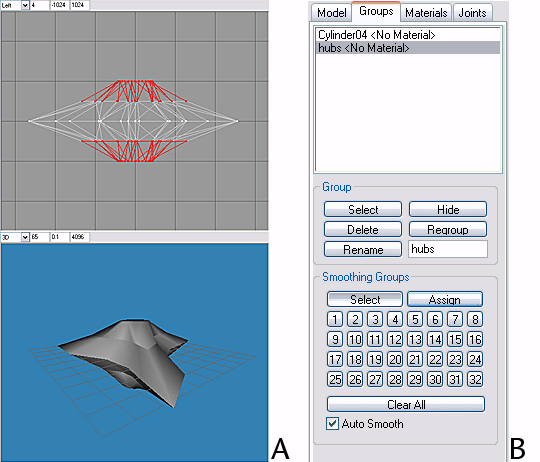 Left 4 -1024 1024
3D 65 0.1 4096
A
Model Groups Materials Joints
Cylinder04 <No Material>
hubs <No Material>
Group
Select Hide
Delete Regroup
Rename hubs
Smoothing Groups
Select Assign
1 2 3 4 5 6 7 8
9 10 11 12 13 14 15 16
17 18 19 20 21 22 23 24
25 26 27 28 29 30 31 32
Clear All
Auto Smooth
B